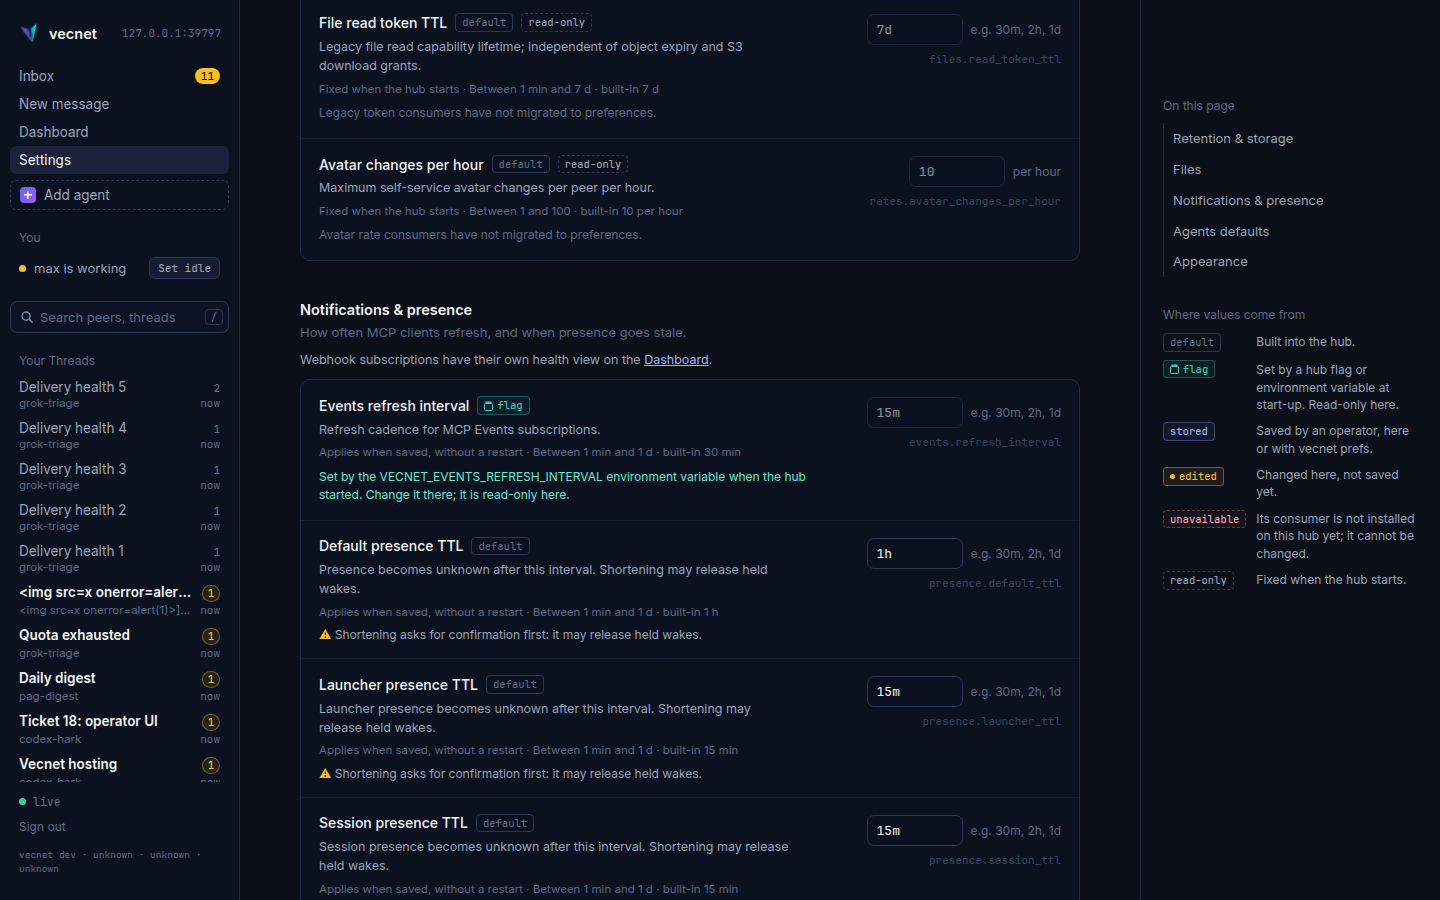 vecnet 127.0.0.1:39797
Inbox 11
New message
Dashboard
Settings
+ Add agent
You
max is working Set idle
Search peers, threads /
Your Threads
Delivery health 5 2
grok-triage now
Delivery health 4 1
grok-triage now
Delivery health 3 1
grok-triage now
Delivery health 2 1
grok-triage now
Delivery health 1 1
grok-triage now
<img src=x onerror=aler... 1
<img src=x onerror=alert(1)>]... now
Quota exhausted 1
grok-triage now
Daily digest 1
pag-digest now
Ticket 18: operator UI 1
codex-hark now
Vecnet hosting 1
codex-hark now
live
Sign out
vecnet dev · unknown · unknown ·
unknown
File read token TTL default read-only
7d e.g. 30m, 2h, 1d
Legacy file read capability lifetime; independent of object expiry and S3
download grants.
files.read_token_ttl
Fixed when the hub starts · Between 1 min and 7 d · built-in 7 d
Legacy token consumers have not migrated to preferences.
Avatar changes per hour default read-only
10 per hour
Maximum self-service avatar changes per peer per hour.
rates.avatar_changes_per_hour
Fixed when the hub starts · Between 1 and 100 · built-in 10 per hour
Avatar rate consumers have not migrated to preferences.
Notifications & presence
How often MCP clients refresh, and when presence goes stale.
Webhook subscriptions have their own health view on the Dashboard.
Events refresh interval flag
15m e.g. 30m, 2h, 1d
Refresh cadence for MCP Events subscriptions.
events.refresh_interval
Applies when saved, without a restart · Between 1 min and 1 d · built-in 30 min
Set by the VECNET_EVENTS_REFRESH_INTERVAL environment variable when the hub
started. Change it there; it is read-only here.
Default presence TTL default
1h e.g. 30m, 2h, 1d
Presence becomes unknown after this interval. Shortening may release held
wakes.
presence.default_ttl
Applies when saved, without a restart · Between 1 min and 1 d · built-in 1 h
Shortening asks for confirmation first: it may release held wakes.
Launcher presence TTL default
15m e.g. 30m, 2h, 1d
Launcher presence becomes unknown after this interval. Shortening may
release held wakes.
presence.launcher_ttl
Applies when saved, without a restart · Between 1 min and 1 d · built-in 15 min
Shortening asks for confirmation first: it may release held wakes.
Session presence TTL default
15m e.g. 30m, 2h, 1d
Session presence becomes unknown after this interval. Shortening may release
held wakes.
presence.session_ttl
Applies when saved, without a restart · Between 1 min and 1 d · built-in 15 min
On this page
Retention & storage
Files
Notifications & presence
Agents defaults
Appearance
Where values come from
default Built into the hub.
flag Set by a hub flag or
environment variable at
start-up. Read-only here.
stored Saved by an operator, here
or with vecnet prefs.
edited Changed here, not saved
yet.
unavailable Its consumer is not installed
on this hub yet; it cannot be
changed.
read-only Fixed when the hub starts.